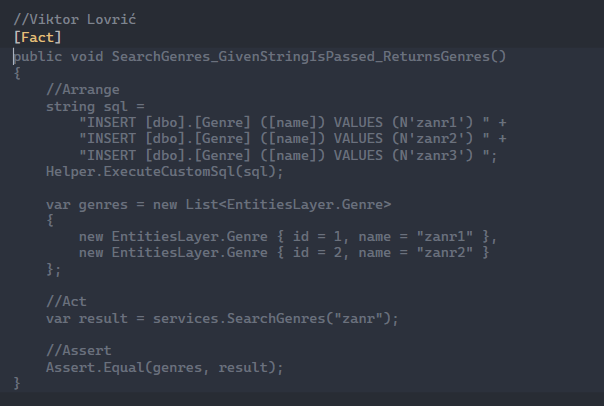 //Viktor Lovrić
[Fact]
public void SearchGenres_GivenStringIsPassed_ReturnsGenres()
{
    //Arrange
    string sql =
        "INSERT [dbo].[Genre] ([name]) VALUES (N'zanr1') " +
        "INSERT [dbo].[Genre] ([name]) VALUES (N'zanr2') " +
        "INSERT [dbo].[Genre] ([name]) VALUES (N'zanr3') ";
    Helper.ExecuteCustomSql(sql);

    var genres = new List<EntitiesLayer.Genre>
    {
        new EntitiesLayer.Genre { id = 1, name = "zanr1" },
        new EntitiesLayer.Genre { id = 2, name = "zanr2" }
    };

    //Act
    var result = services.SearchGenres("zanr");

    //Assert
    Assert.Equal(genres, result);
}